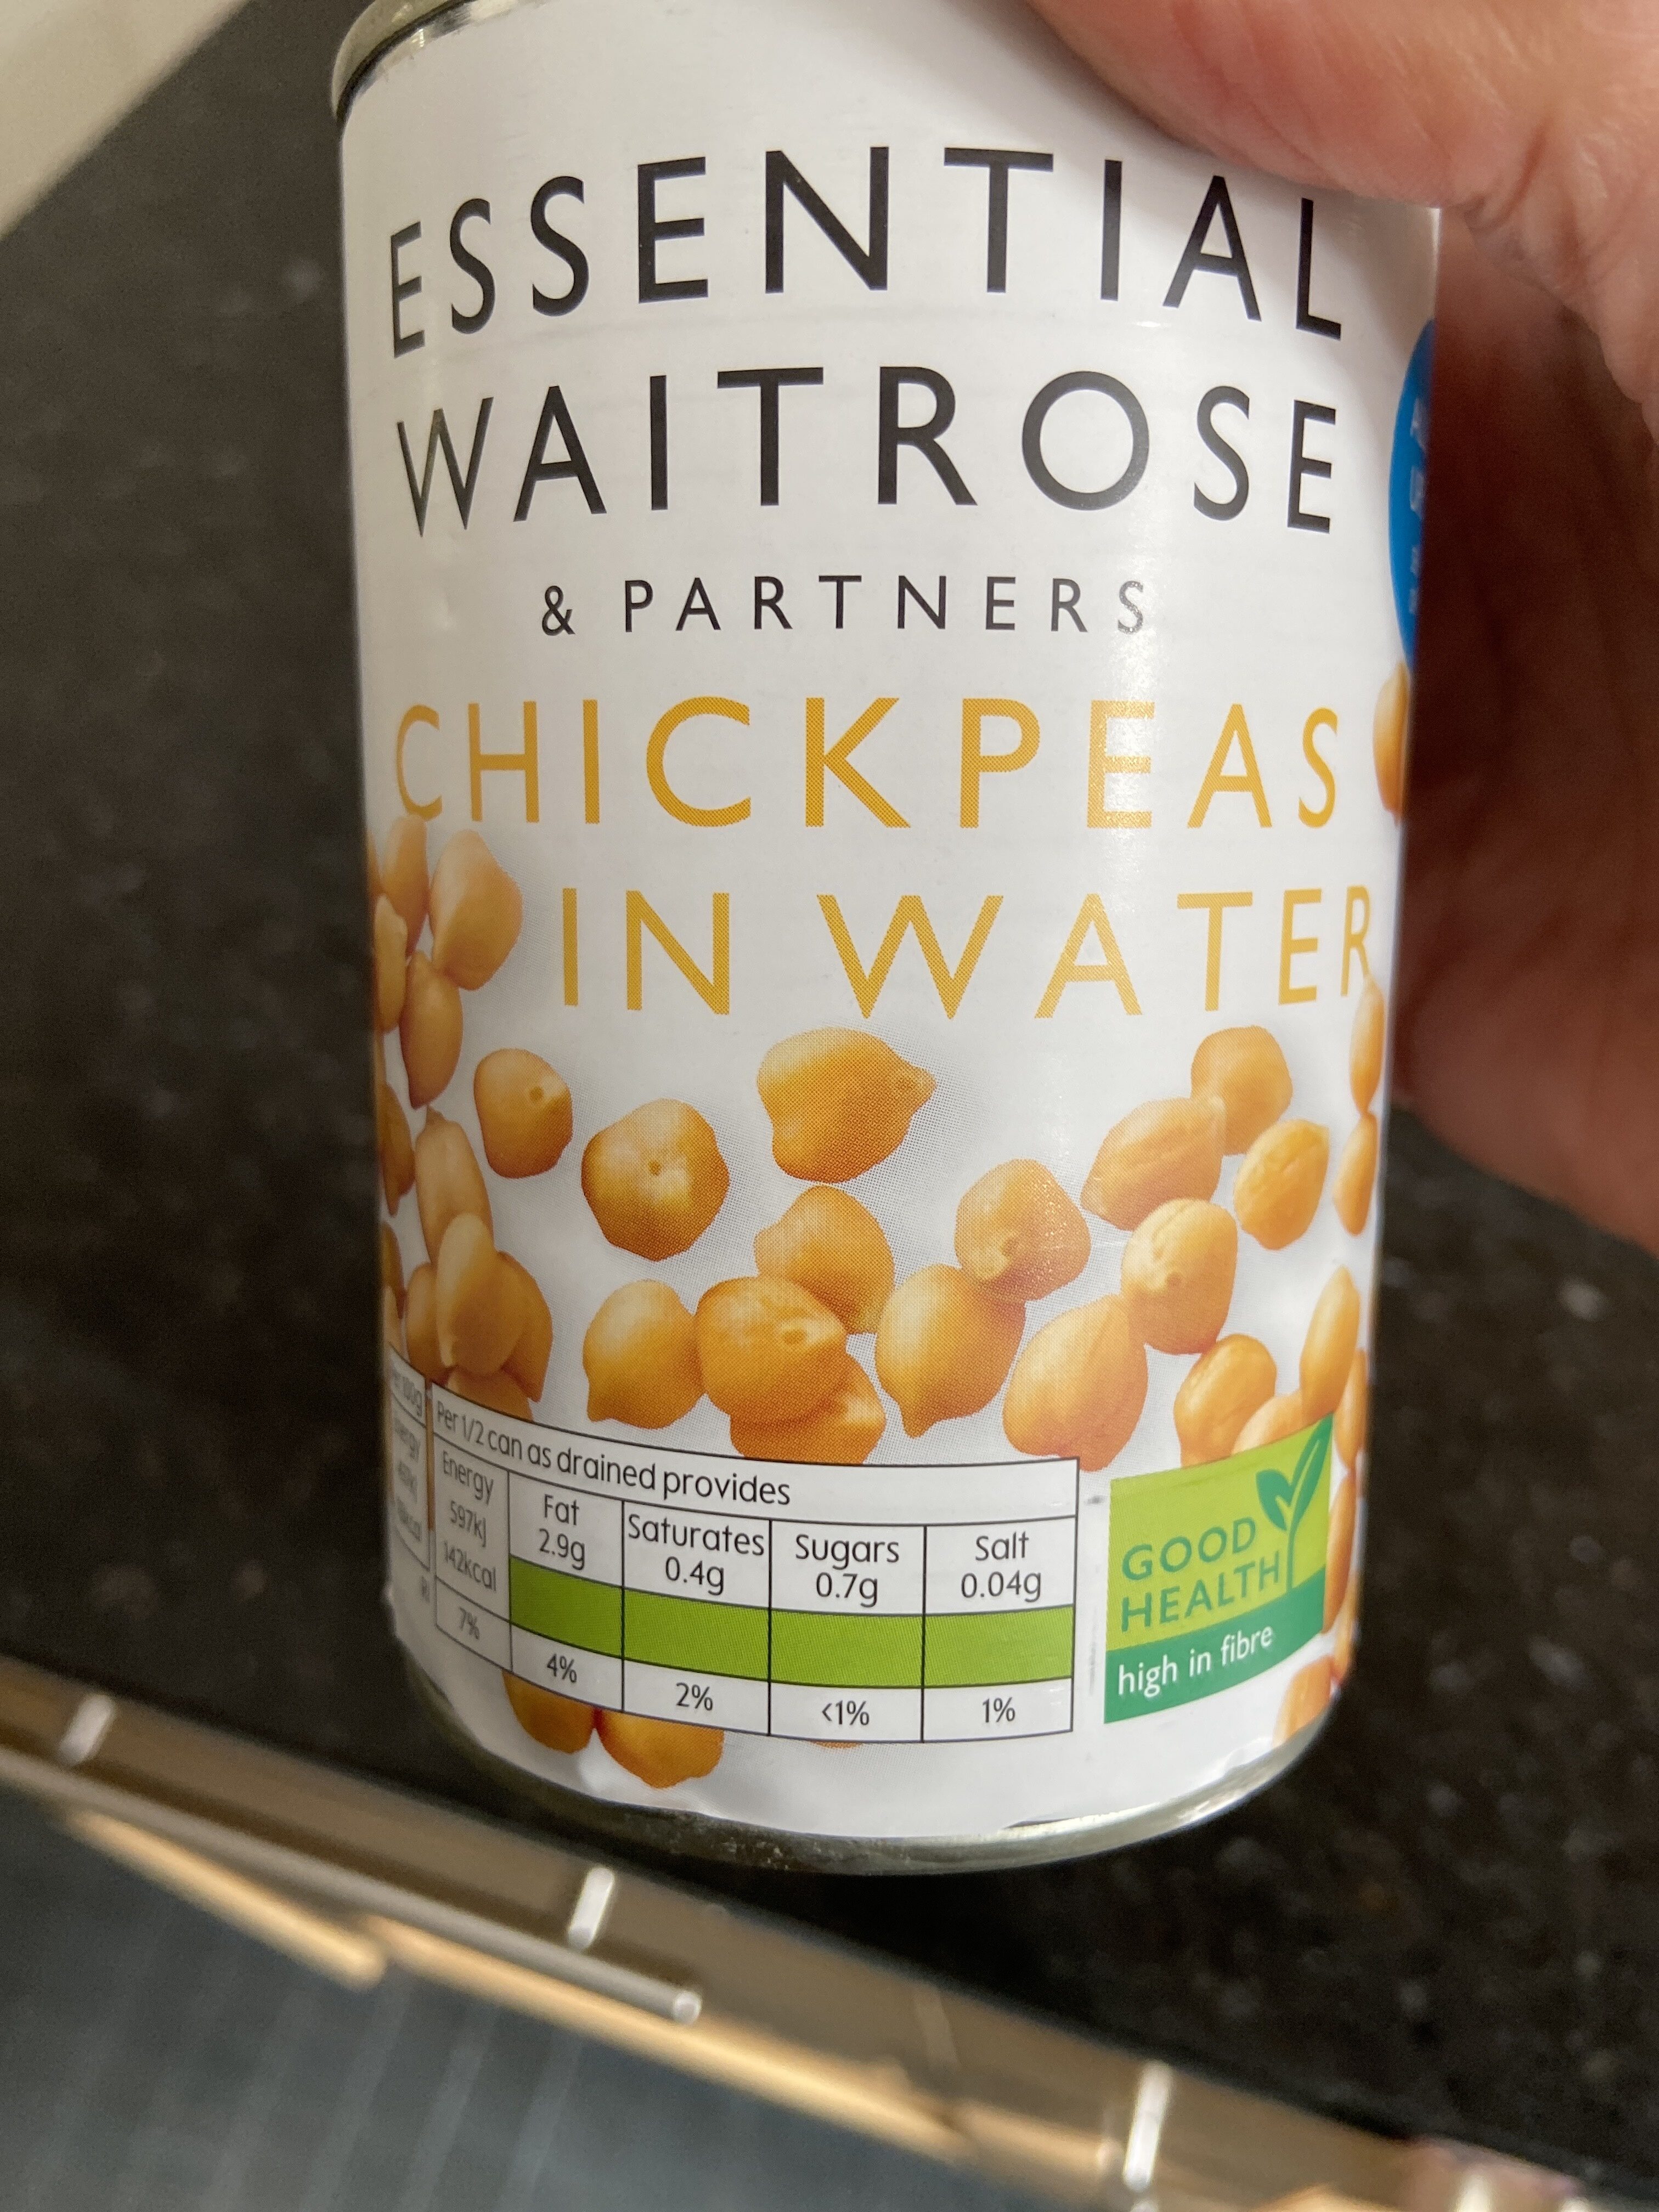 ESSENTIAL
WAITROSE
& PARTNERS
CHICKPEAS
IN WATER
Per 1/2 can as drained provides
Energy
597kJ
142kcal
7%
Fat
2.9g
4%
Saturates
0.4g
2%
Sugars
0.7g
<1%
Salt
0.04g
1%
GOOD
HEALTH
high in fibre